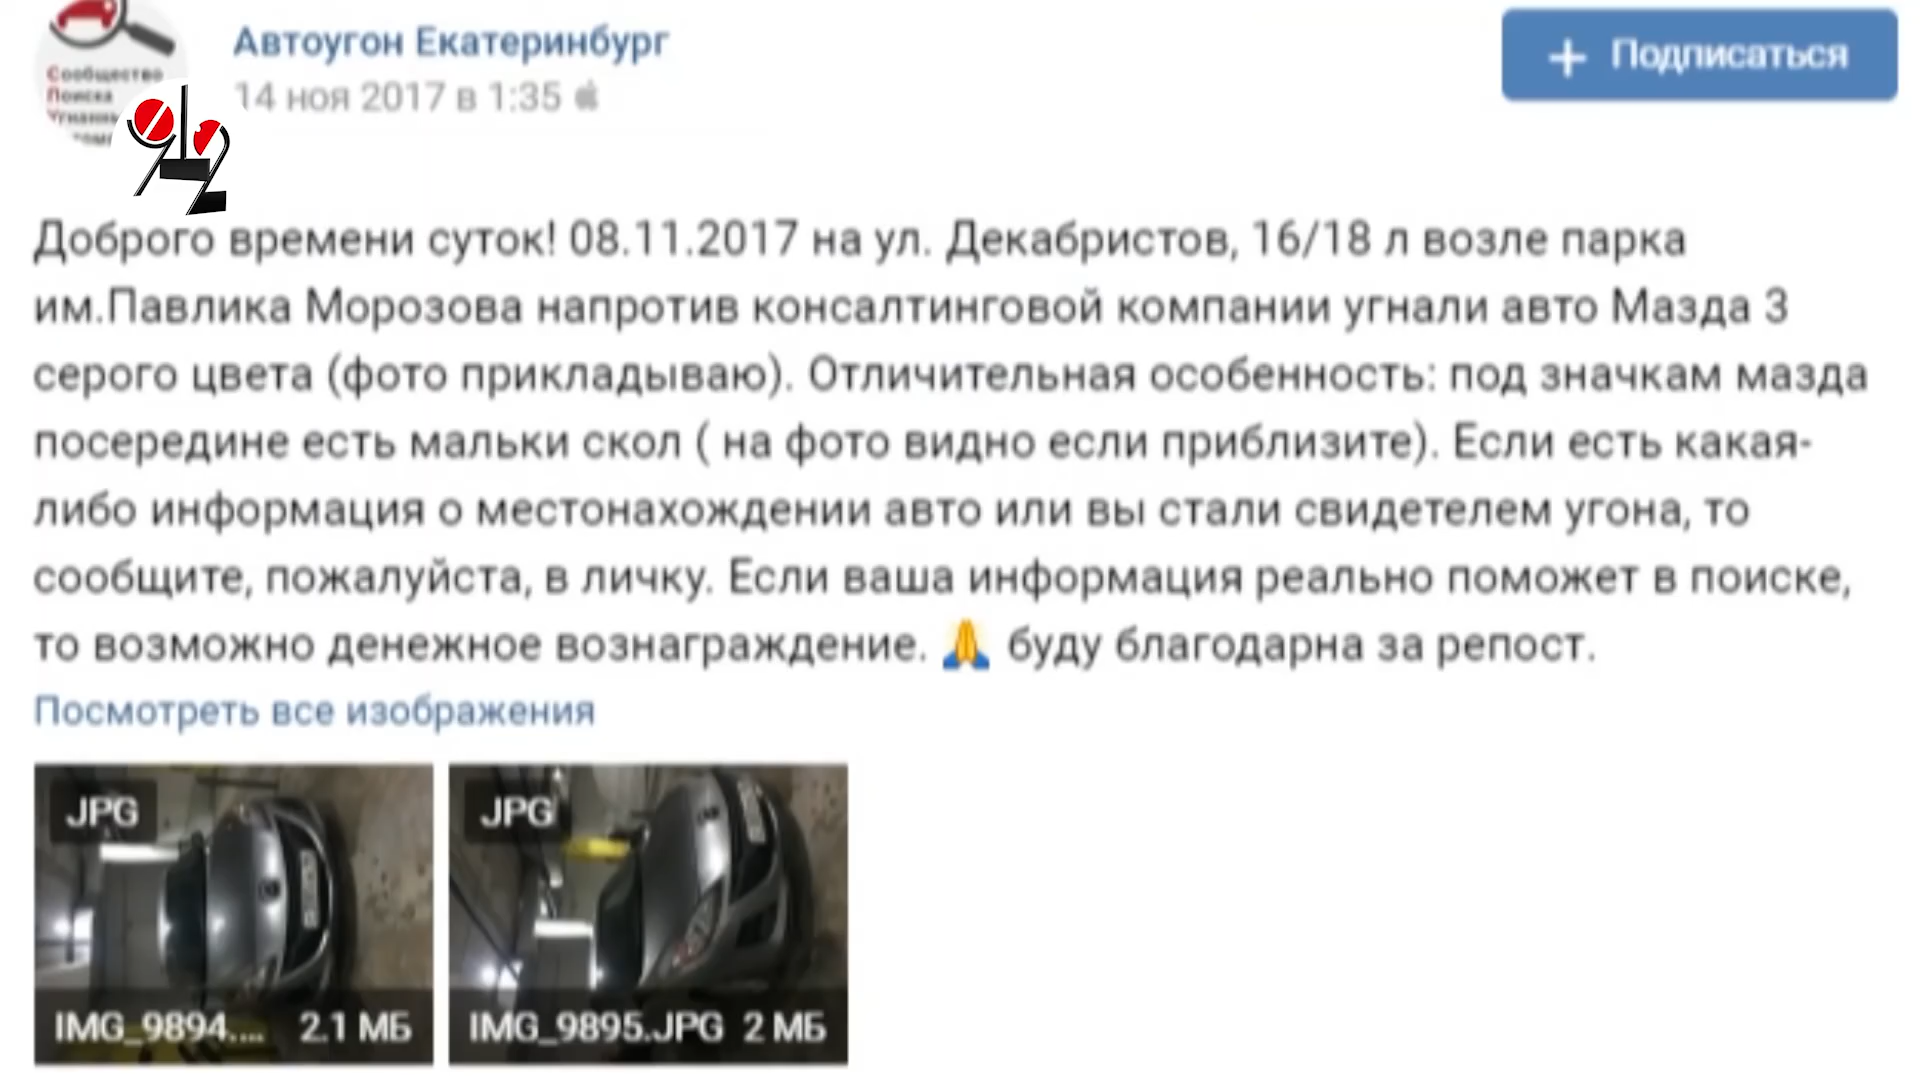 Автоугон Екатеринбург
14 ноя 2017 в 1:35
+ Подписаться
Сообщество
Поиска
912
Доброго времени суток! 08.11.2017 на ул. Декабристов, 16/18 л возле парка
им.Павлика Морозова напротив консалтинговой компании угнали авто Мазда 3
серого цвета (фото прикладываю). Отличительная особенность: под значкам мазда
посередине есть мальки скол ( на фото видно если приблизите). Если есть какая-
либо информация о местонахождении авто или вы стали свидетелем угона, то
сообщите, пожалуйста, в личку. Если ваша информация реально поможет в поиске,
то возможно денежное вознаграждение. 🙏 буду благодарна за репост.
Посмотреть все изображения
JPG
JPG
IMG_9894.... 2.1 МБ
IMG_9895.JPG 2 МБ